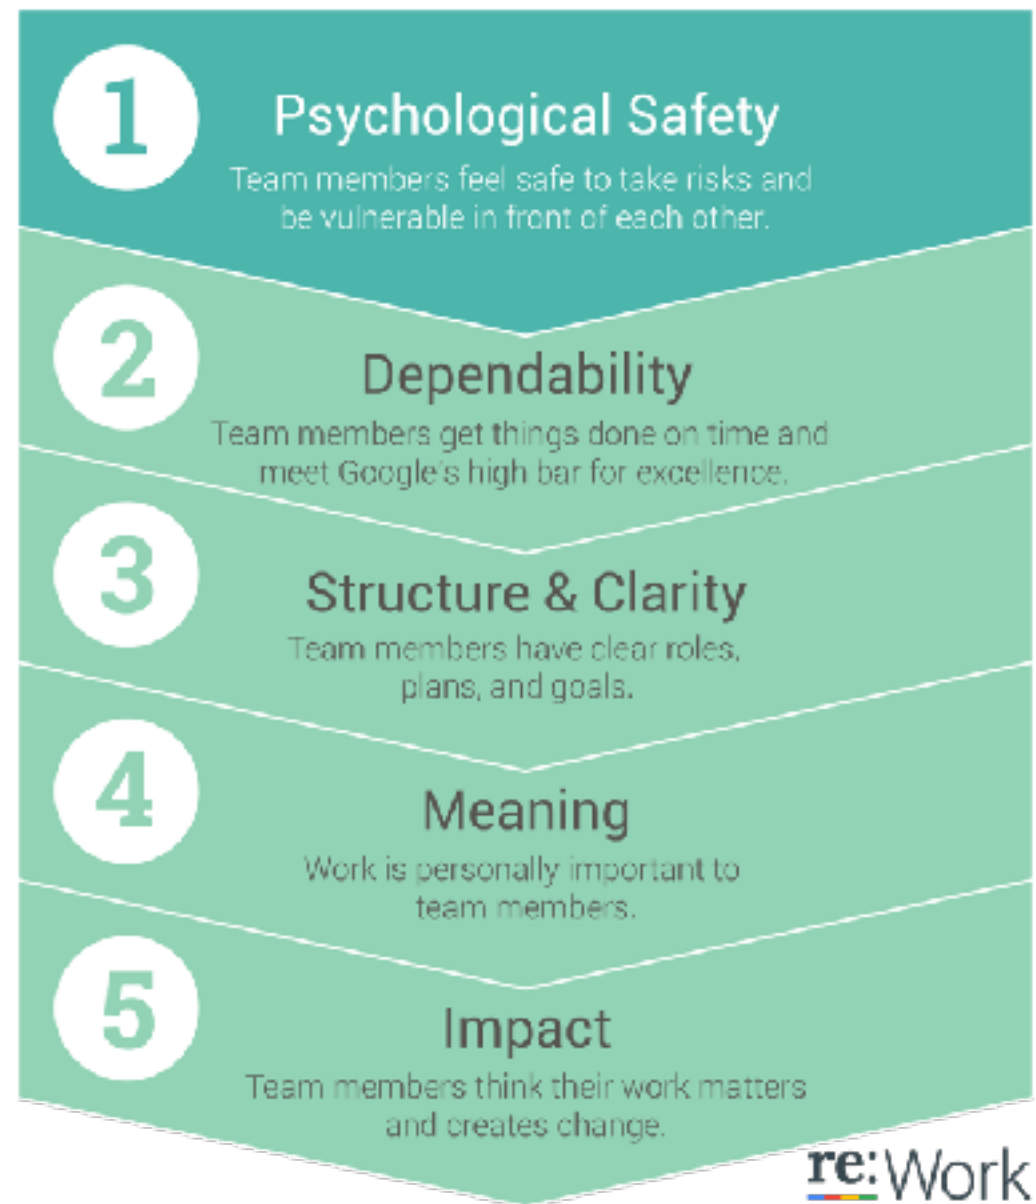 1
Psychological Safety
Team members feel safe to take risks and
be vulnerable in front of each other.
2
Dependability
Team members get things done on time and
meet Google's high bar for excellence.
3
Structure & Clarity
Team members have clear roles,
plans, and goals.
4
Meaning
Work is personally important to
team members.
5
Impact
Team members think their work matters
and creates change.
re:Work